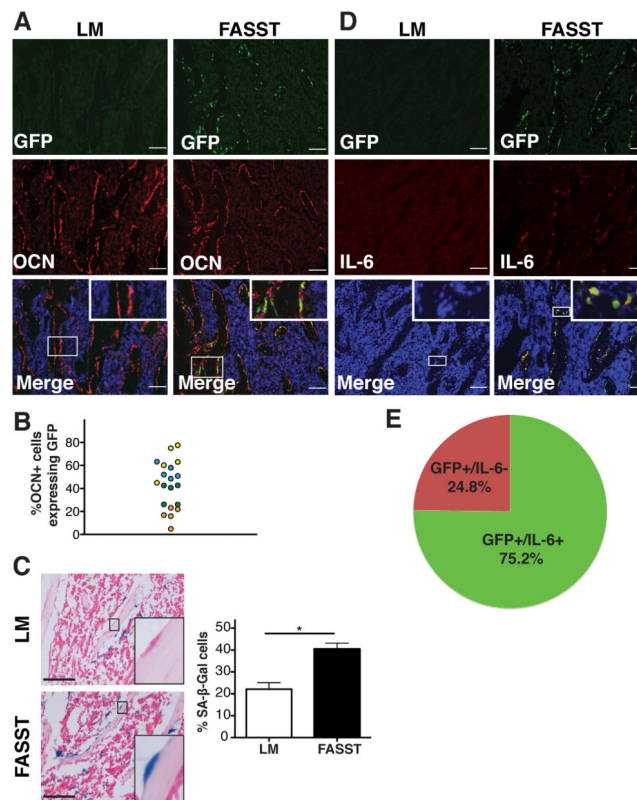 A
LM
FASST
GFP
GFP
OCN
OCN
Merge
Merge
D
LM
FASST
GFP
GFP
IL-6
IL-6
Merge
Merge
B
%OCN+ cells
expressing GFP
80
60
40
20
0
E
GFP+/IL-6-
24.8%
GFP+/IL-6+
75.2%
C
LM
FASST
% SA-β-Gal cells
50
40
30
20
10
0
*
LM
FASST